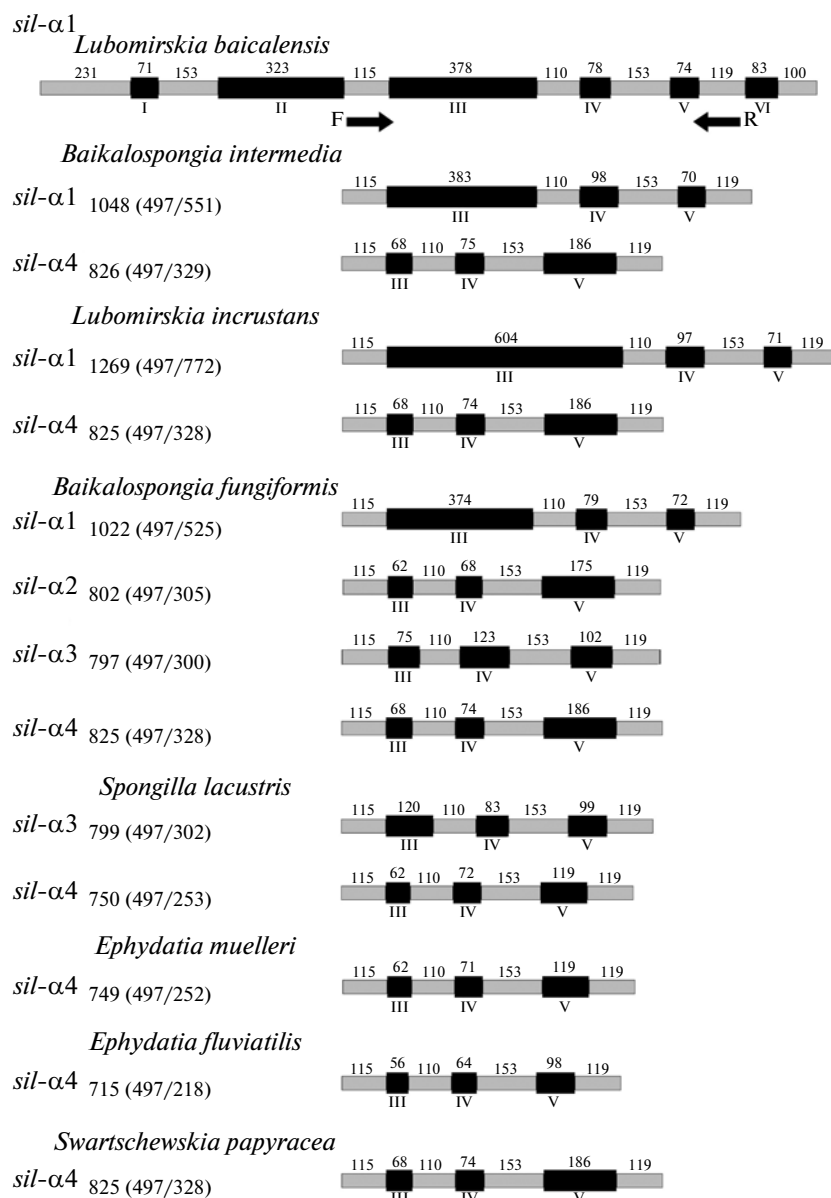 sil-α1
Lubomirskia baicalensis
231 71 153 323 115 378 110 78 153 74 119 83 100
I II III IV V VI
F R
Baikalospongia intermedia
115 383 110 98 153 70 119
sil-α1 1048 (497/551)
III IV V
115 68 110 75 153 186 119
sil-α4 826 (497/329)
III IV V
Lubomirskia incrustans
115 604 110 97 153 71 119
sil-α1 1269 (497/772)
III IV V
115 68 110 74 153 186 119
sil-α4 825 (497/328)
III IV V
Baikalospongia fungiformis
115 374 110 79 153 72 119
sil-α1 1022 (497/525)
III IV V
115 62 110 68 153 175 119
sil-α2 802 (497/305)
III IV V
115 75 110 123 153 102 119
sil-α3 797 (497/300)
III IV V
115 68 110 74 153 186 119
sil-α4 825 (497/328)
III IV V
Spongilla lacustris
115 120 110 83 153 99 119
sil-α3 799 (497/302)
III IV V
115 62 110 72 153 119 119
sil-α4 750 (497/253)
III IV V
Ephydatia muelleri
115 62 110 71 153 119 119
sil-α4 749 (497/252)
III IV V
Ephydatia fluviatilis
115 56 110 64 153 98 119
sil-α4 715 (497/218)
III IV V
Swartschewskia papyracea
115 68 110 74 153 186 119
sil-α4 825 (497/328)
III IV V